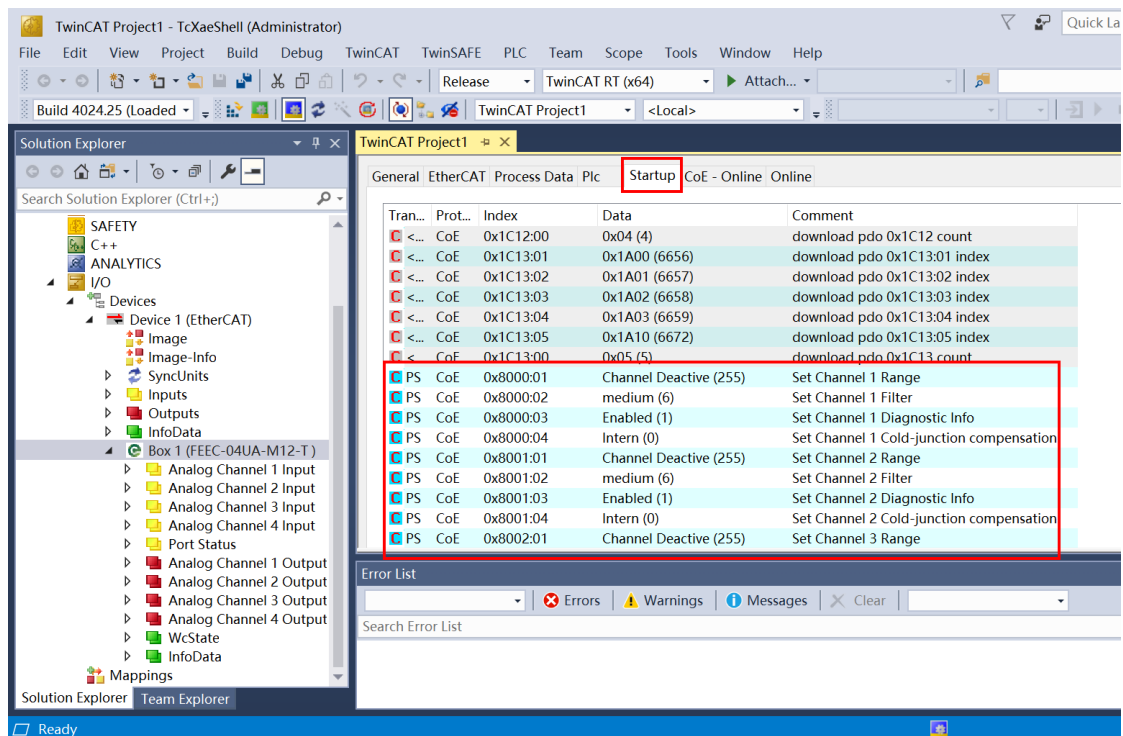 TwinCAT Project1 - TcXaeShell (Administrator)
Quick La
File Edit View Project Build Debug TwinCAT TwinSAFE PLC Team Scope Tools Window Help
Release TwinCAT RT (x64) Attach...
Build 4024.25 (Loaded TwinCAT Project1 <Local>
Solution Explorer
Search Solution Explorer (Ctrl+;)
SAFETY
C++
ANALYTICS
I/O
Devices
Device 1 (EtherCAT)
Image
Image-Info
SyncUnits
Inputs
Outputs
InfoData
Box 1 (FEEC-04UA-M12-T )
Analog Channel 1 Input
Analog Channel 2 Input
Analog Channel 3 Input
Analog Channel 4 Input
Port Status
Analog Channel 1 Output
Analog Channel 2 Output
Analog Channel 3 Output
Analog Channel 4 Output
WcState
InfoData
Mappings
Solution Explorer Team Explorer
TwinCAT Project1
General EtherCAT Process Data Plc Startup CoE - Online Online
Tran... Prot... Index Data Comment
C <... CoE 0x1C12:00 0x04 (4) download pdo 0x1C12 count
C <... CoE 0x1C13:01 0x1A00 (6656) download pdo 0x1C13:01 index
C <... CoE 0x1C13:02 0x1A01 (6657) download pdo 0x1C13:02 index
C <... CoE 0x1C13:03 0x1A02 (6658) download pdo 0x1C13:03 index
C <... CoE 0x1C13:04 0x1A03 (6659) download pdo 0x1C13:04 index
C <... CoE 0x1C13:05 0x1A10 (6672) download pdo 0x1C13:05 index
C <... CoE 0x1C13:00 0x05 (5) download pdo 0x1C13 count
C PS CoE 0x8000:01 Channel Deactive (255) Set Channel 1 Range
C PS CoE 0x8000:02 medium (6) Set Channel 1 Filter
C PS CoE 0x8000:03 Enabled (1) Set Channel 1 Diagnostic Info
C PS CoE 0x8000:04 Intern (0) Set Channel 1 Cold-junction compensation
C PS CoE 0x8001:01 Channel Deactive (255) Set Channel 2 Range
C PS CoE 0x8001:02 medium (6) Set Channel 2 Filter
C PS CoE 0x8001:03 Enabled (1) Set Channel 2 Diagnostic Info
C PS CoE 0x8001:04 Intern (0) Set Channel 2 Cold-junction compensation
C PS CoE 0x8002:01 Channel Deactive (255) Set Channel 3 Range
Error List
Errors Warnings Messages Clear
Search Error List
Ready